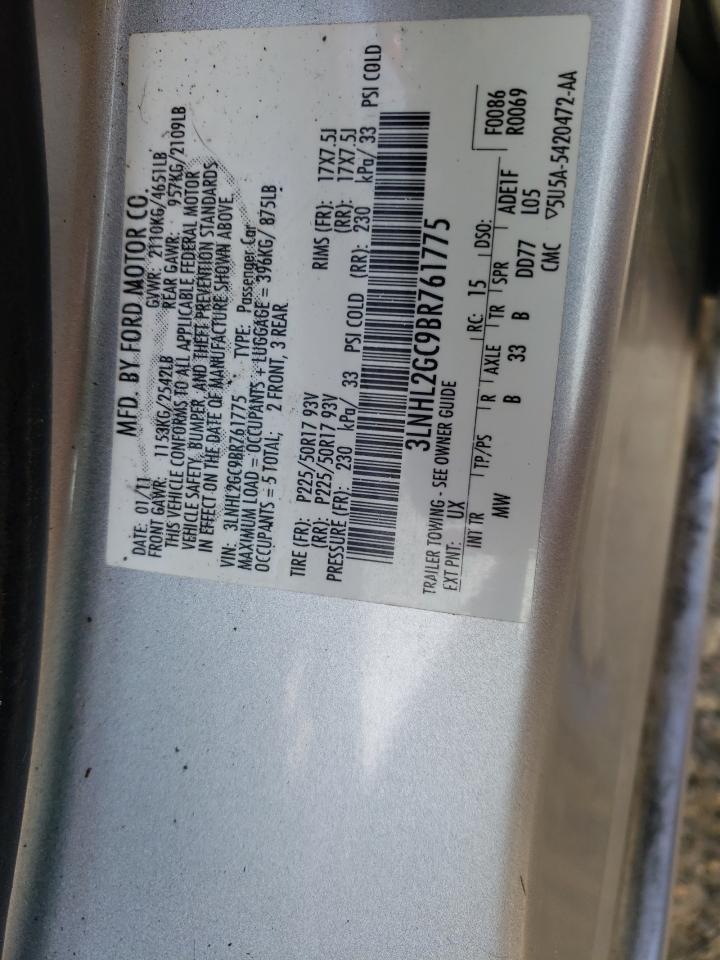 MFD. BY FORD MOTOR CO.
DATE: 01/11 GVWR: 2110KG/4651LB
FRONT GAWR: 1153KG/2542LB REAR GAWR: 957KG/2109LB
THIS VEHICLE CONFORMS TO ALL APPLICABLE FEDERAL MOTOR
VEHICLE SAFETY, BUMPER, AND THEFT PREVENTION STANDARDS
IN EFFECT ON THE DATE OF MANUFACTURE SHOWN ABOVE.
VIN: 3LNHL2GC9BR761775 TYPE: Passenger Car
MAXIMUM LOAD = OCCUPANTS + LUGGAGE = 396KG/ 875LB
OCCUPANTS = 5 TOTAL; 2 FRONT, 3 REAR
TIRE (FR): P225/50R17 93V RIMS (FR): 17X7.5J
(RR): P225/50R17 93V (RR): 17X7.5J
PRESSURE (FR): 230 kPa/ 33 PSI COLD (RR): 230 kPa/ 33 PSI COLD
3LNHL2GC9BR761775
TRAILER TOWING - SEE OWNER GUIDE
EXT PNT: UX RC: 15 DSO: F0086
R0069
INT TR TP/PS R AXLE TR SPR ADE1F
MW B 33 B DD77 L05
CMC ▽5U5A-5420472-AA